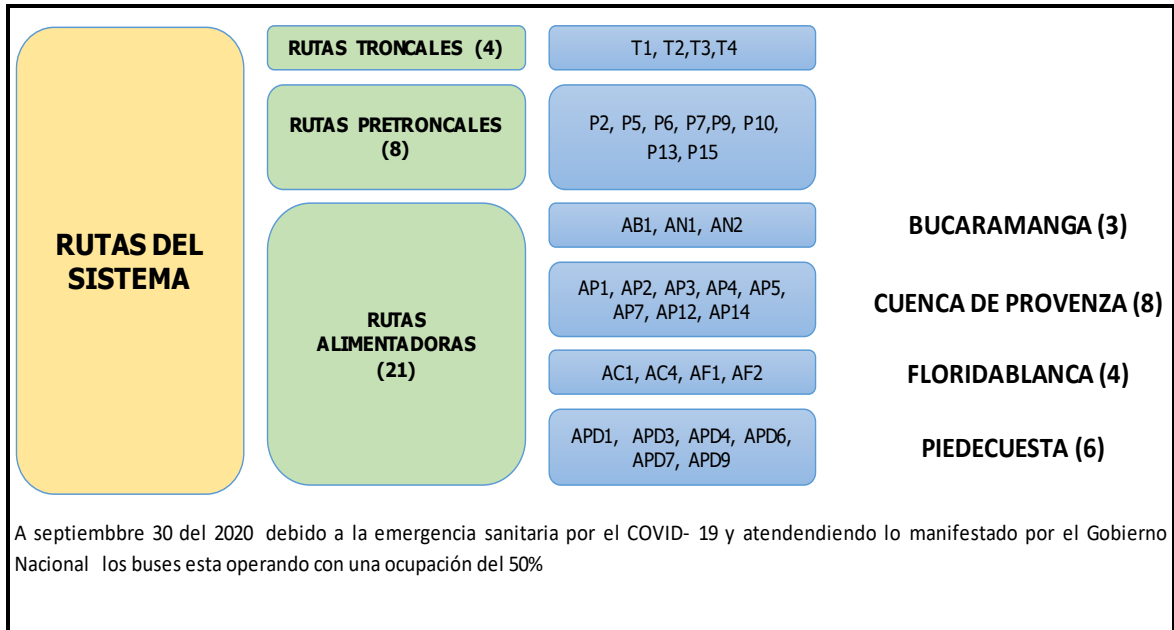 RUTAS DEL
SISTEMA
RUTAS TRONCALES (4)
T1, T2,T3,T4
RUTAS PRETRONCALES
(8)
P2, P5, P6, P7,P9, P10,
P13, P15
RUTAS
ALIMENTADORAS
(21)
AB1, AN1, AN2
BUCARAMANGA (3)
AP1, AP2, AP3, AP4, AP5,
AP7, AP12, AP14
CUENCA DE PROVENZA (8)
AC1, AC4, AF1, AF2
FLORIDABLANCA (4)
APD1, APD3, APD4, APD6,
APD7, APD9
PIEDECUESTA (6)
A septiembbre 30 del 2020 debido a la emergencia sanitaria por el COVID- 19 y atendendiendo lo manifestado por el Gobierno
Nacional los buses esta operando con una ocupación del 50%